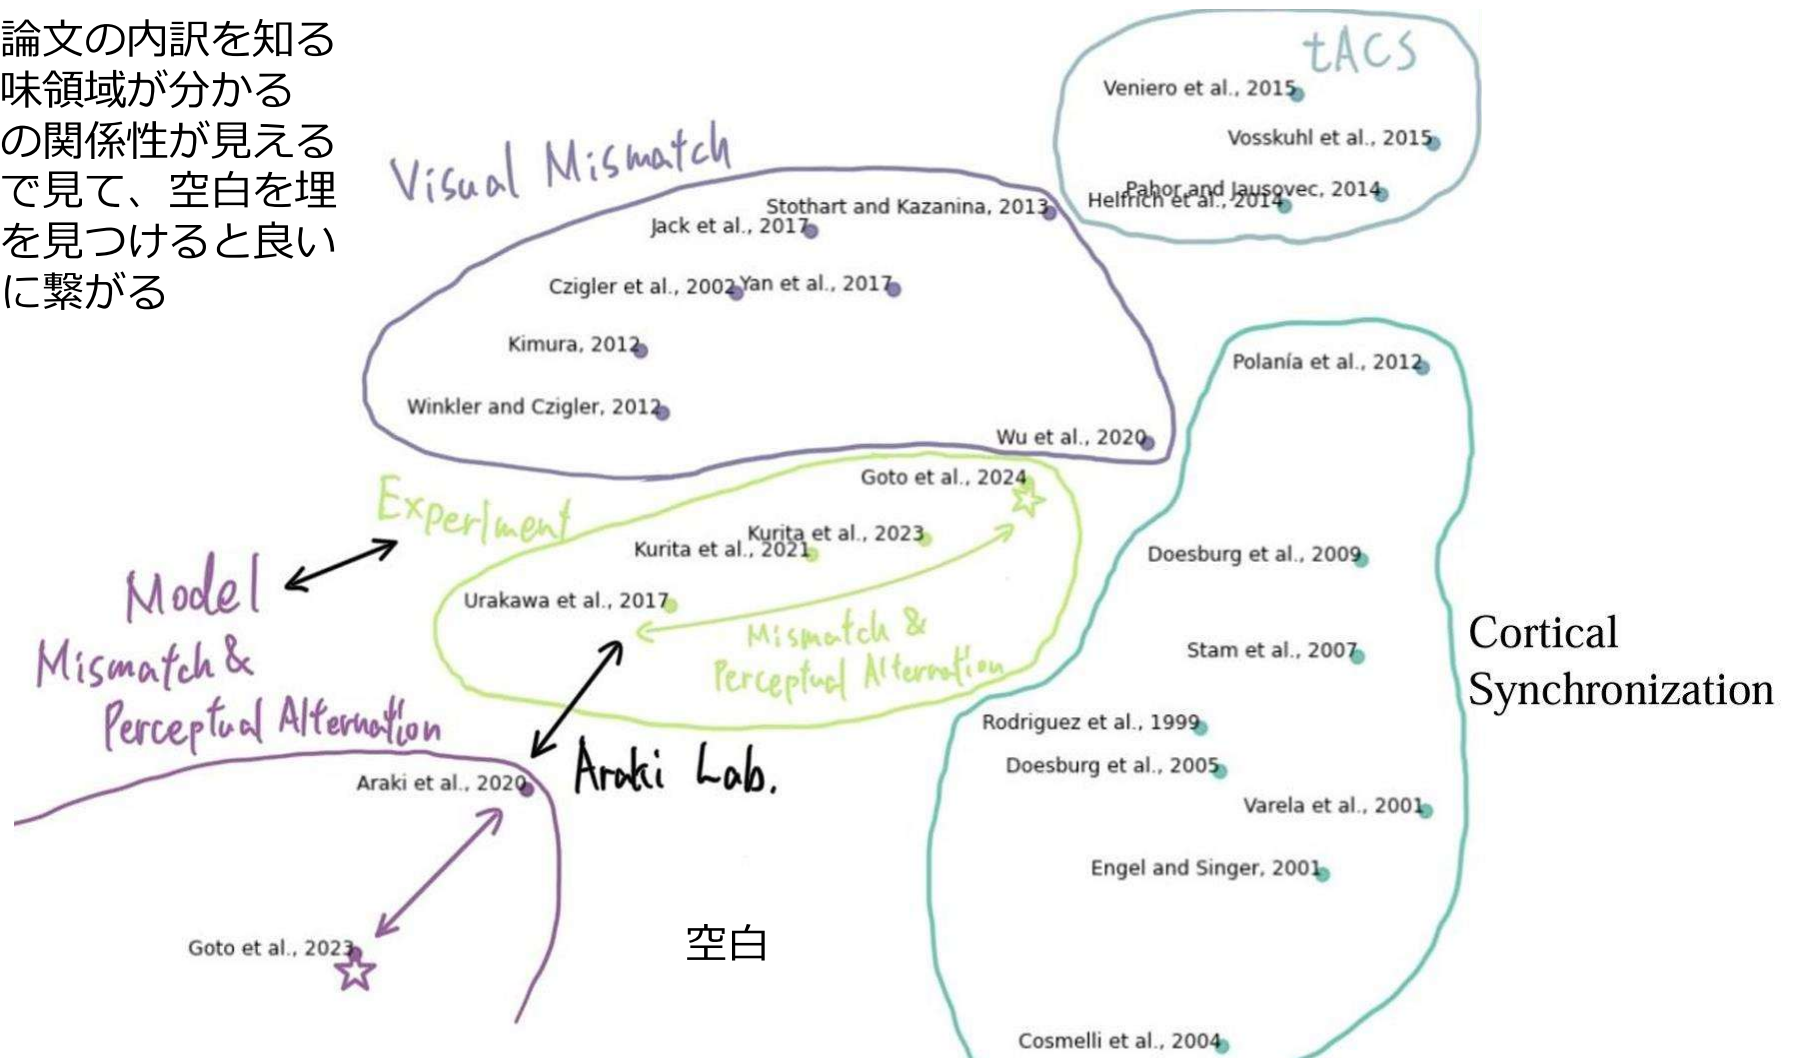 論文の内訳を知る
味領域が分かる
の関係性が見える
で見て、空白を埋
を見つけると良い
に繋がる
tACS
Veniero et al., 2015
Vosskuhl et al., 2015
Pahor and Jausovec, 2014
Helfrich et al., 2014
Visual Mismatch
Stothart and Kazanina, 2013
Jack et al., 2017
Czigler et al., 2002
Yan et al., 2017
Kimura, 2012
Winkler and Czigler, 2012
Wu et al., 2020
Experiment
Goto et al., 2024
Kurita et al., 2023
Kurita et al., 2021
Urakawa et al., 2017
Mismatch &
Perceptual Alternation
Model
Mismatch &
Perceptual Alternation
Araki et al., 2020
Araki Lab.
Goto et al., 2023
空白
Polanía et al., 2012
Doesburg et al., 2009
Stam et al., 2007
Rodriguez et al., 1999
Doesburg et al., 2005
Varela et al., 2001
Engel and Singer, 2001
Cosmelli et al., 2004
Cortical
Synchronization